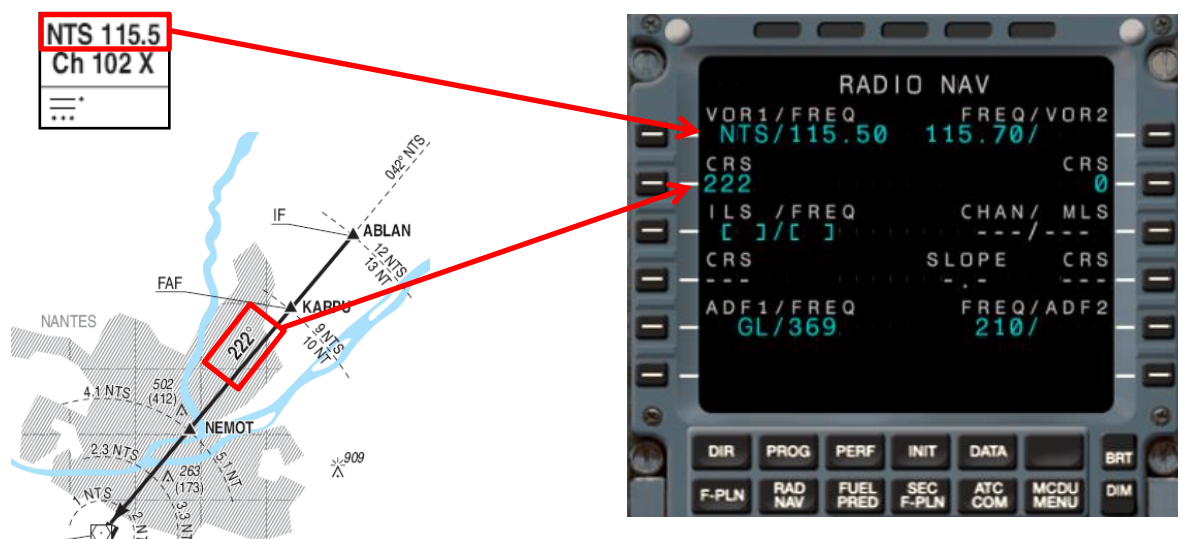 NTS 115.5
Ch 102 X
042° NTS
IF
ABLAN
12 NTS
13 NT
FAF
KAPPU
9 NTS
10 NT
NANTES
222°
502
(412)
4.1 NTS
NEMOT
5.1 NT
2.3 NTS
263
(173)
909
1 NTS
3.3 NT
2 NT
RADIO NAV
VOR1/FREQ FREQ/VOR2
NTS/115.50 115.70/
CRS CRS
222 0
ILS /FREQ CHAN/ MLS
[ ]/[ ] ---/---
CRS SLOPE CRS
--- -.- ---
ADF1/FREQ FREQ/ADF2
GL/369 210/
DIR PROG PERF INIT DATA BRT
F-PLN RAD NAV FUEL PRED SEC F-PLN ATC COM MCDU MENU DIM